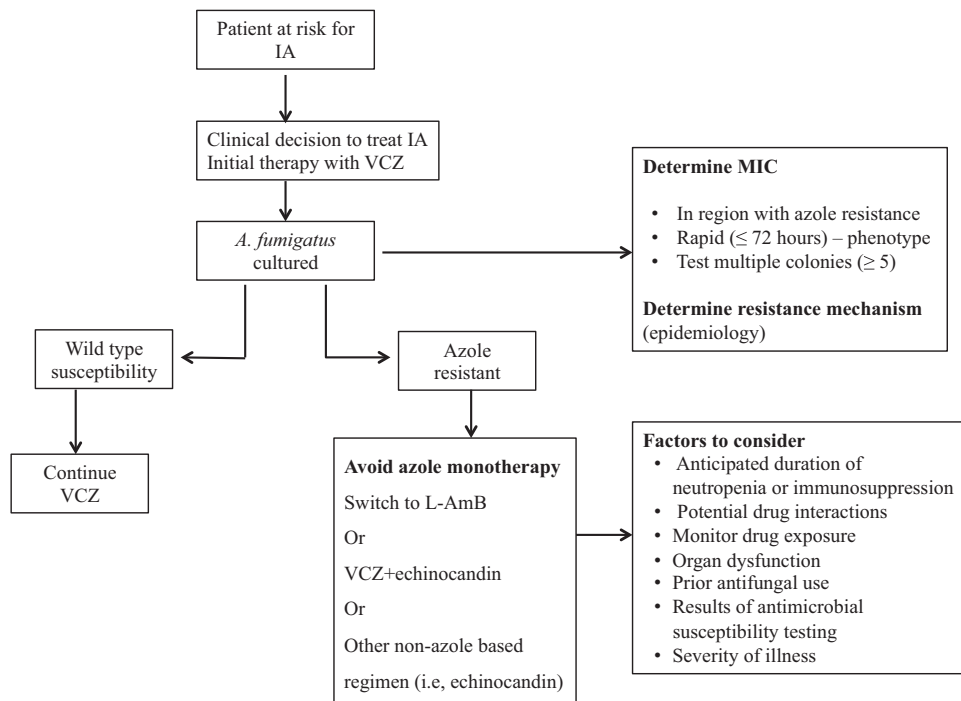 Patient at risk for
IA
Clinical decision to treat IA
Initial therapy with VCZ
A. fumigatus
cultured
Determine MIC
• In region with azole resistance
• Rapid (≤ 72 hours) – phenotype
• Test multiple colonies (≥ 5)
Determine resistance mechanism
(epidemiology)
Wild type
susceptibility
Azole
resistant
Continue
VCZ
Avoid azole monotherapy
Switch to L-AmB
Or
VCZ+echinocandin
Or
Other non-azole based
regimen (i.e, echinocandin)
Factors to consider
• Anticipated duration of
neutropenia or immunosuppression
• Potential drug interactions
• Monitor drug exposure
• Organ dysfunction
• Prior antifungal use
• Results of antimicrobial
susceptibility testing
• Severity of illness